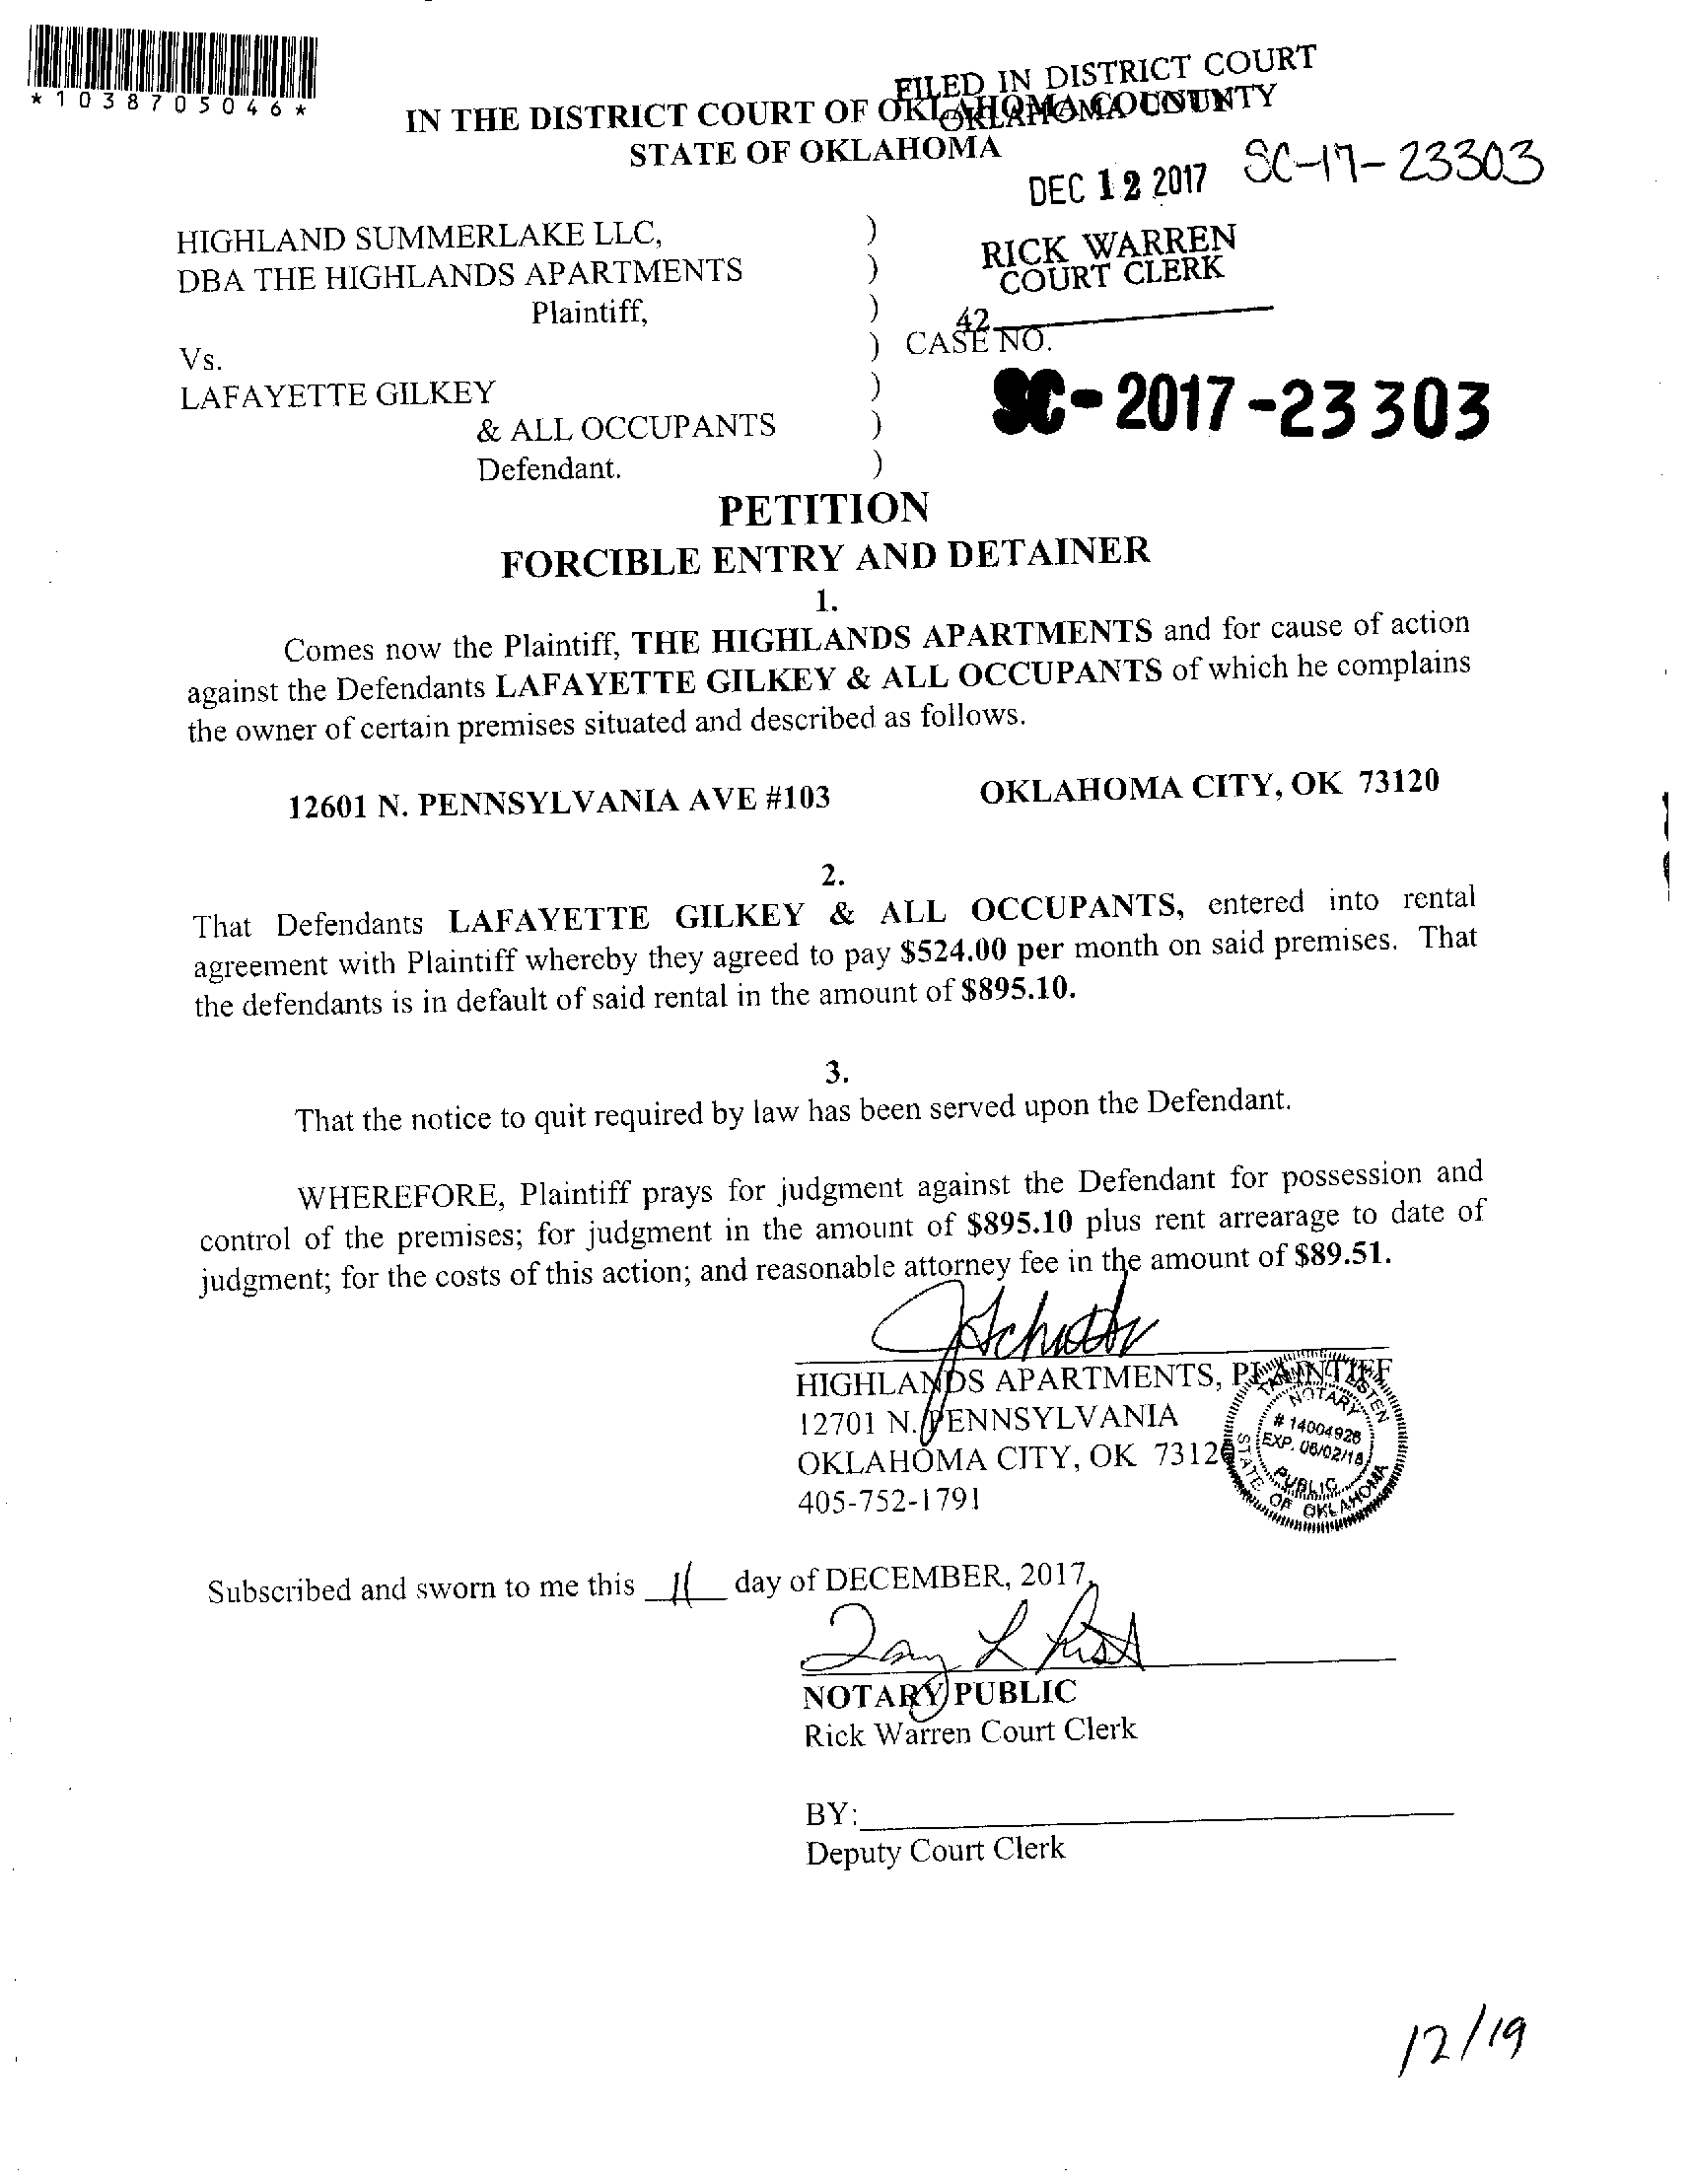 *1038705046*
FILED IN DISTRICT COURT
OKLAHOMA COUNTY
IN THE DISTRICT COURT OF OKLAHOMA COUNTY
STATE OF OKLAHOMA
DEC 12 2017 SC-17-23303
HIGHLAND SUMMERLAKE LLC, )
DBA THE HIGHLANDS APARTMENTS )
Plaintiff, )
RICK WARREN
COURT CLERK
42
Vs. ) CASE NO.
LAFAYETTE GILKEY )
SC-2017-23303
& ALL OCCUPANTS )
Defendant. )
PETITION
FORCIBLE ENTRY AND DETAINER
1.
Comes now the Plaintiff, THE HIGHLANDS APARTMENTS and for cause of action
against the Defendants LAFAYETTE GILKEY & ALL OCCUPANTS of which he complains
the owner of certain premises situated and described as follows.
12601 N. PENNSYLVANIA AVE #103 OKLAHOMA CITY, OK 73120
2.
That Defendants LAFAYETTE GILKEY & ALL OCCUPANTS, entered into rental
agreement with Plaintiff whereby they agreed to pay $524.00 per month on said premises. That
the defendants is in default of said rental in the amount of $895.10.
3.
That the notice to quit required by law has been served upon the Defendant.
WHEREFORE, Plaintiff prays for judgment against the Defendant for possession and
control of the premises; for judgment in the amount of $895.10 plus rent arrearage to date of
judgment; for the costs of this action; and reasonable attorney fee in the amount of $89.51.
HIGHLANDS APARTMENTS, PLAINTIFF
12701 N. PENNSYLVANIA
OKLAHOMA CITY, OK 73120
405-752-1791
NOTARY
# 14004926
EXP. 06/02/18
PUBLIC
STATE OF OKLAHOMA
Subscribed and sworn to me this 11 day of DECEMBER, 2017.
NOTARY PUBLIC
Rick Warren Court Clerk
BY:
Deputy Court Clerk
12/19